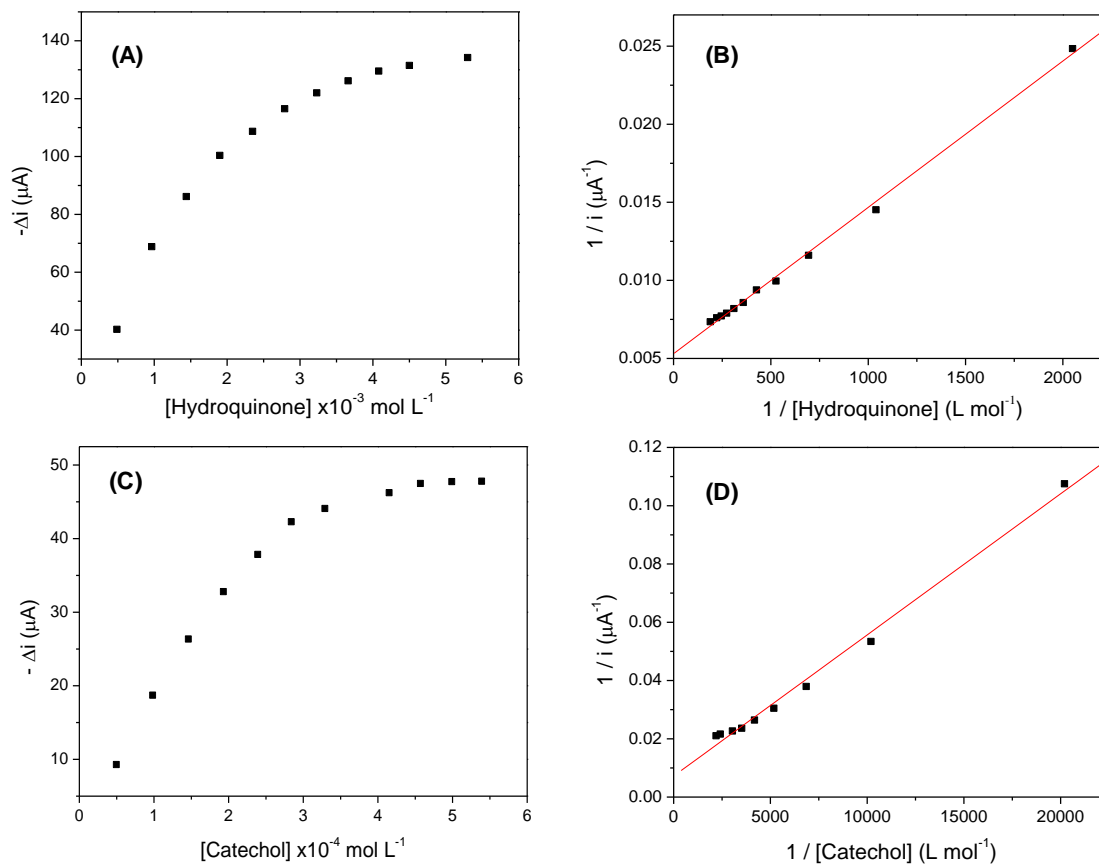 (A)
-Δi (μA)
140
120
100
80
60
40
0 1 2 3 4 5 6
[Hydroquinone] x10⁻³ mol L⁻¹
(B)
1 / i (μA⁻¹)
0.025
0.020
0.015
0.010
0.005
0 500 1000 1500 2000
1 / [Hydroquinone] (L mol⁻¹)
(C)
- Δi (μA)
50
40
30
20
10
0 1 2 3 4 5 6
[Catechol] x10⁻⁴ mol L⁻¹
(D)
1 / i (μA⁻¹)
0.12
0.10
0.08
0.06
0.04
0.02
0.00
0 5000 10000 15000 20000
1 / [Catechol] (L mol⁻¹)